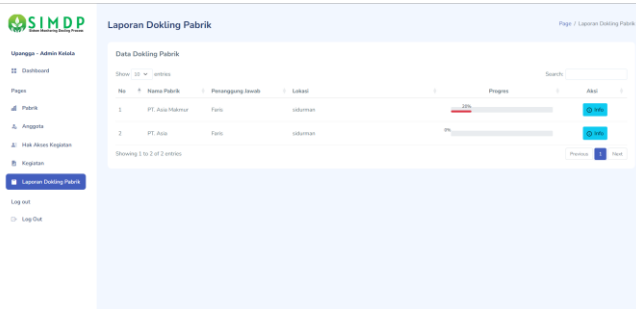 SIMDP
Sistem Monitoring Dokling Process
Laporan Dokling Pabrik
Page / Laporan Dokling Pabrik
Upangga - Admin Kelola
Dashboard
Pages
Pabrik
Anggota
Hak Akses Kegiatan
Kegiatan
Laporan Dokling Pabrik
Log out
Log Out
Data Dokling Pabrik
Show 10 entries
Search:
No Nama Pabrik Penanggung Jawab Lokasi Progres Aksi
1 PT. Asia Makmur Faris sidurman Info
2 PT. Asia Faris sidurman 0% Info
Showing 1 to 2 of 2 entries
Previous 1 Next